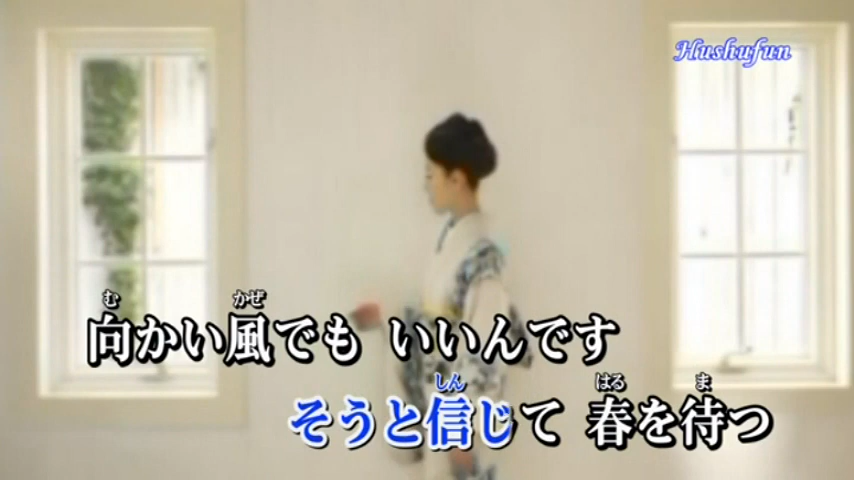 Hushufun
む かぜ
向かい風でも いいんです
しん はる ま
そうと信じて 春を待つ